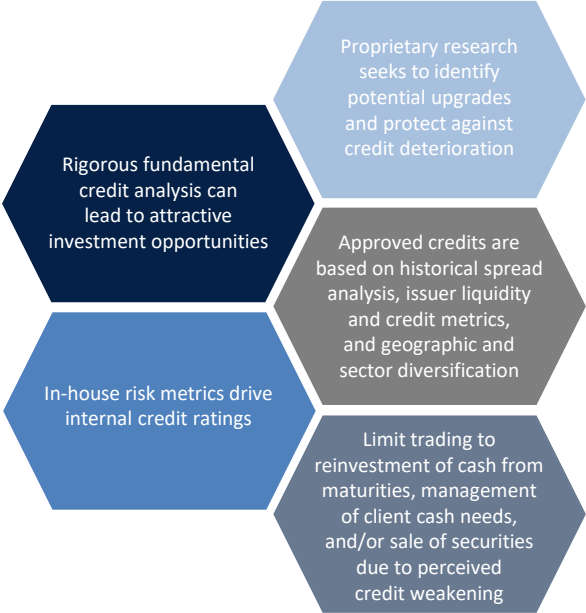 Proprietary research
seeks to identify
potential upgrades
and protect against
credit deterioration
Rigorous fundamental
credit analysis can
lead to attractive
investment opportunities
Approved credits are
based on historical spread
analysis, issuer liquidity
and credit metrics,
and geographic and
sector diversification
In-house risk metrics drive
internal credit ratings
Limit trading to
reinvestment of cash from
maturities, management
of client cash needs,
and/or sale of securities
due to perceived
credit weakening